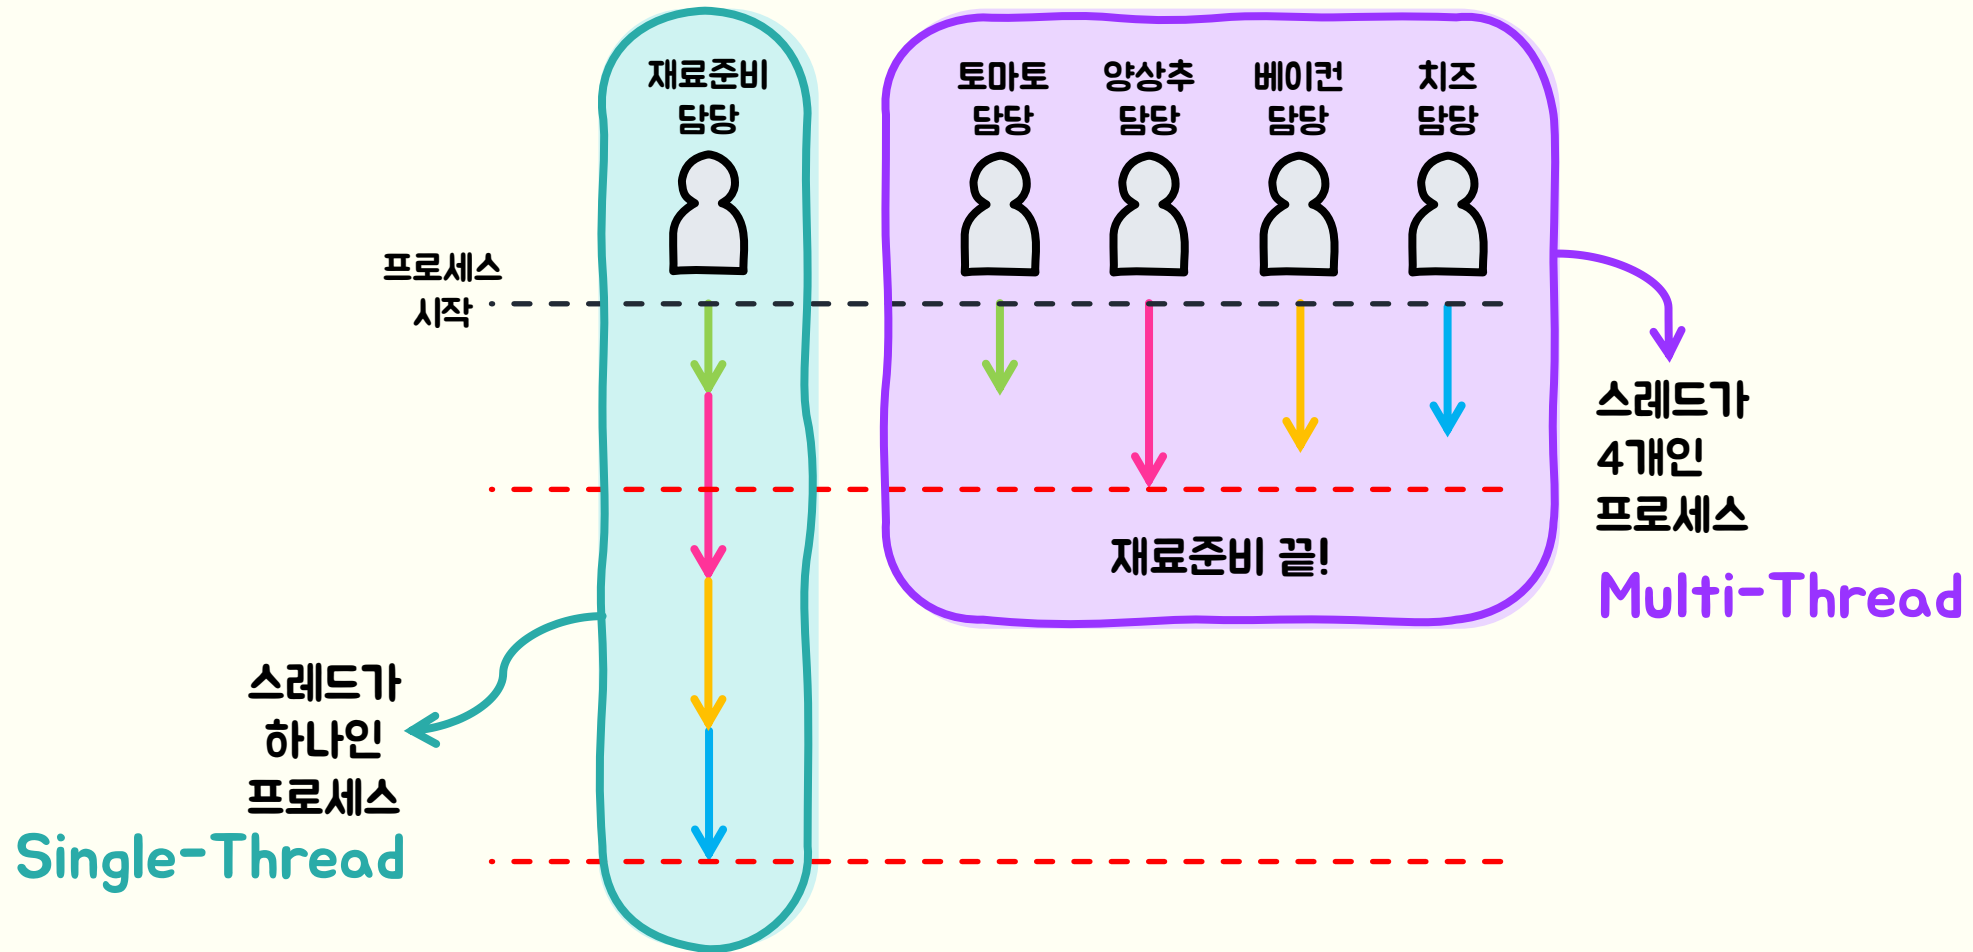 재료준비
담당
토마토
담당
양상추
담당
베이컨
담당
치즈
담당
프로세스
시작
스레드가
4개인
프로세스
Multi-Thread
재료준비 끝!
스레드가
하나인
프로세스
Single-Thread